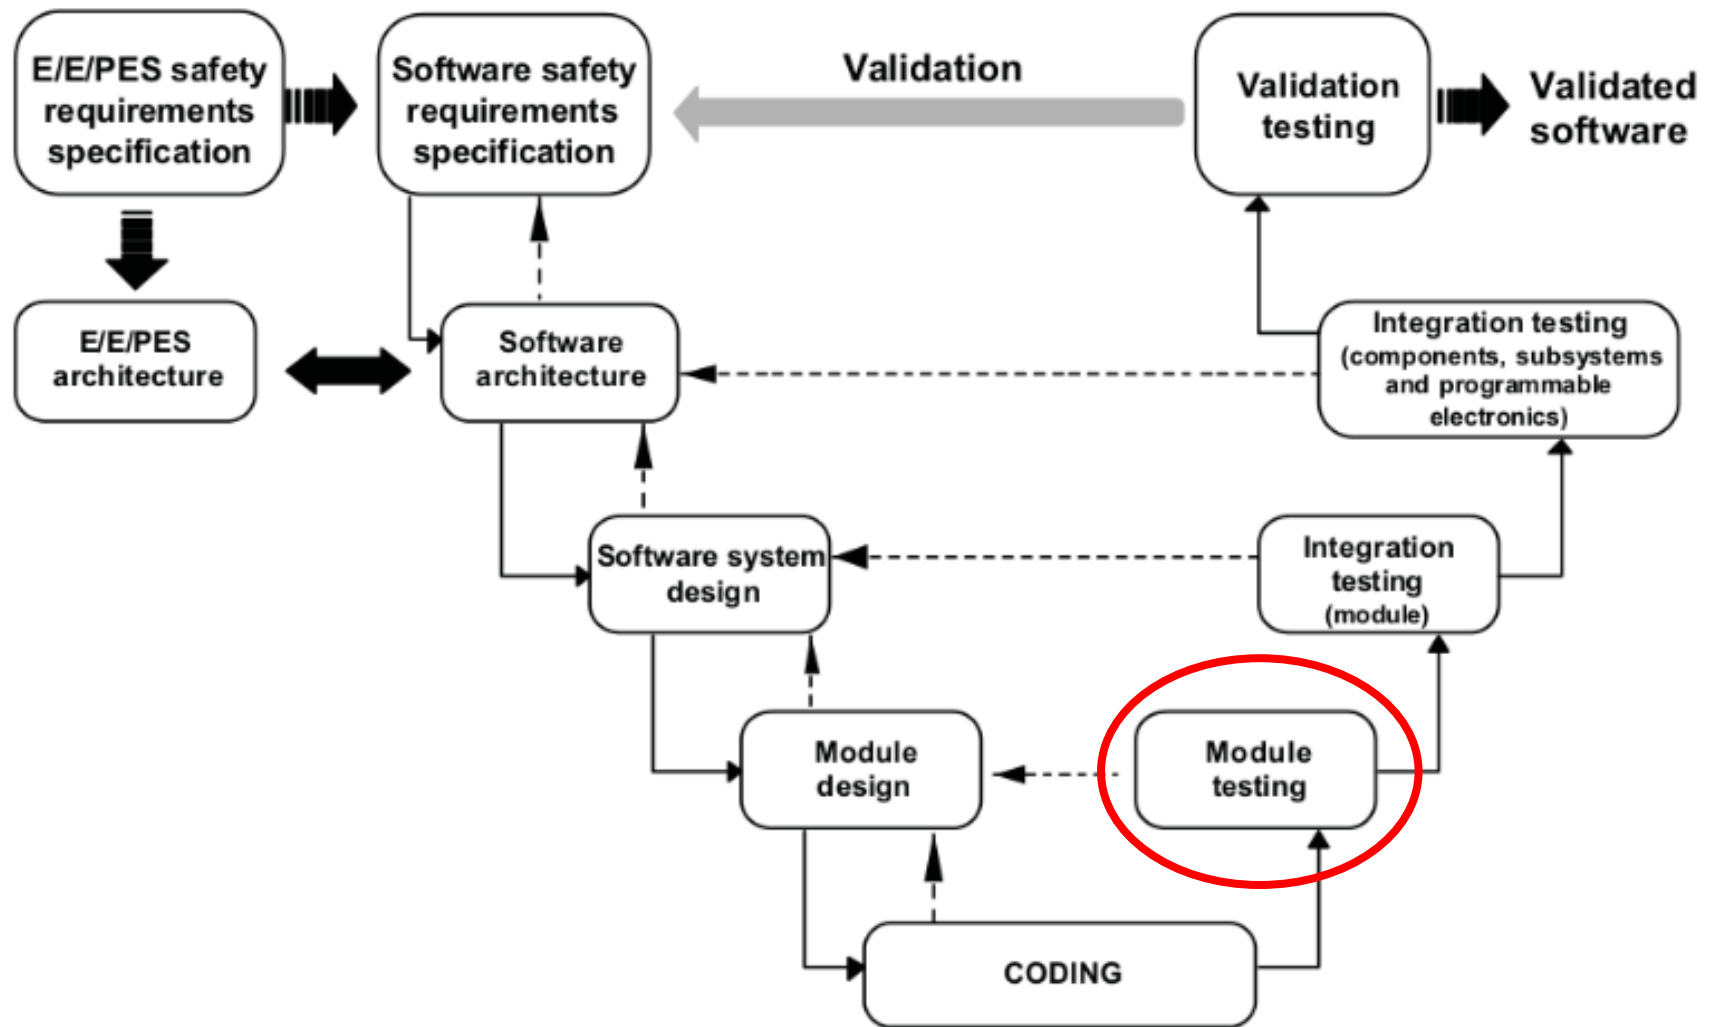 E/E/PES safety
requirements
specification
Software safety
requirements
specification
Validation
Validation
testing
Validated
software
E/E/PES
architecture
Software
architecture
Integration testing
(components, subsystems
and programmable
electronics)
Software system
design
Integration
testing
(module)
Module
design
Module
testing
CODING